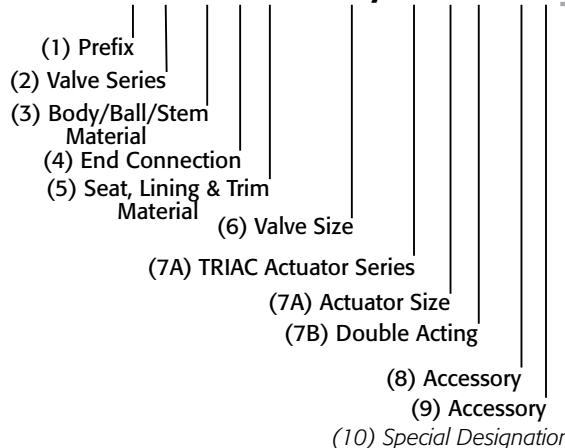 (1) Prefix
(2) Valve Series
(3) Body/Ball/Stem
Material
(4) End Connection
(5) Seat, Lining & Trim
Material
(6) Valve Size
(7A) TRIAC Actuator Series
(7A) Actuator Size
(7B) Double Acting
(8) Accessory
(9) Accessory
(10) Special Designation